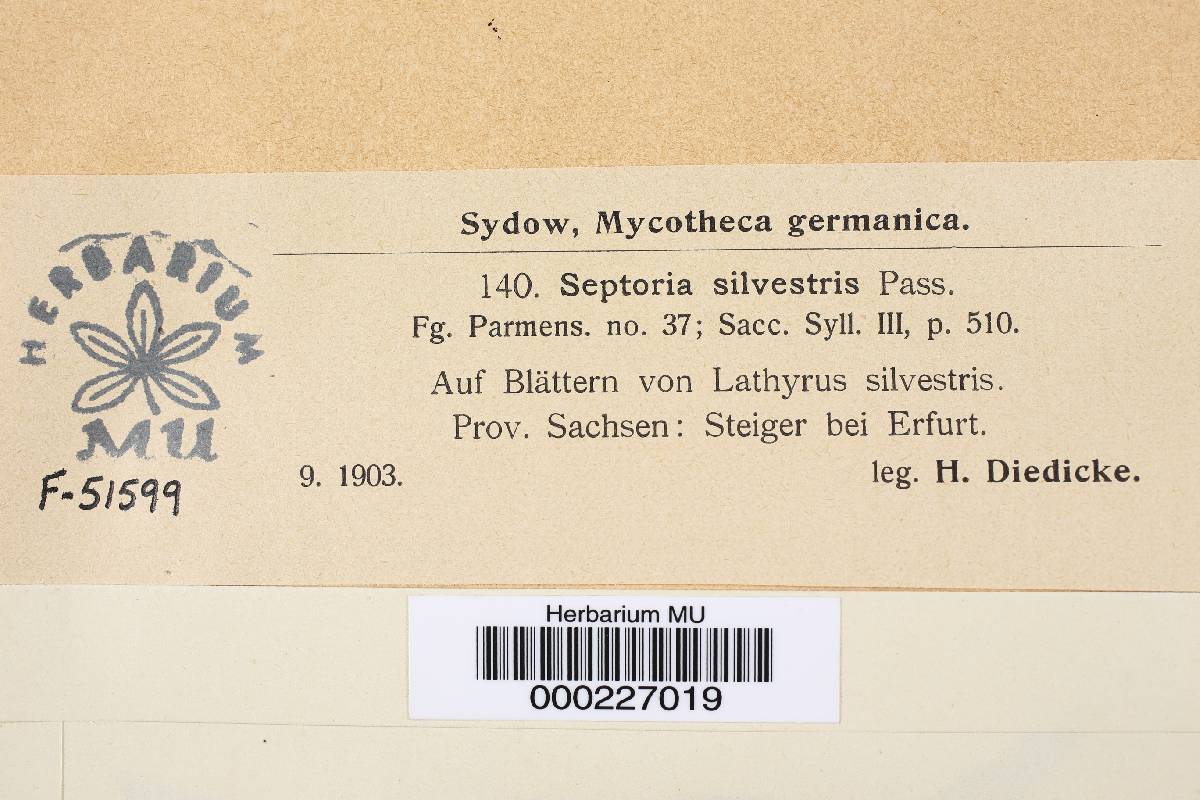 Sydow, Mycotheca germanica.
140. Septoria silvestris Pass.
Fg. Parmens. no. 37; Sacc. Syll. III, p. 510.
Auf Blättern von Lathyrus silvestris.
Prov. Sachsen: Steiger bei Erfurt.
9. 1903. leg. H. Diedicke.
HERBARIUM
MU
F-51599
Herbarium MU
000227019